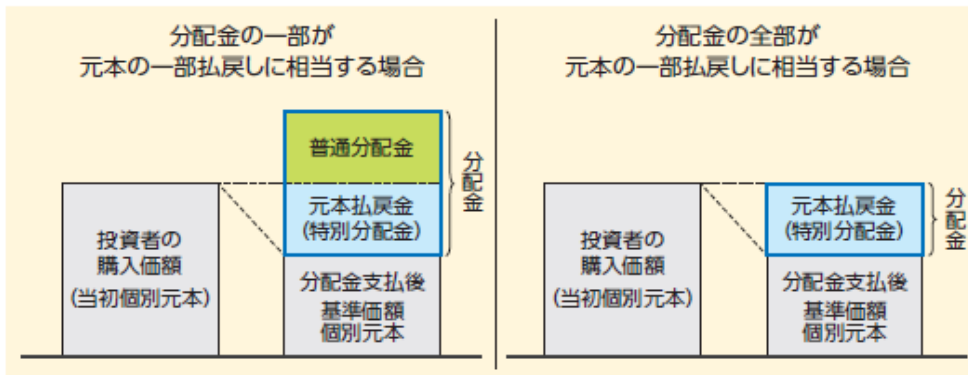 分配金の一部が
元本の一部払戻しに相当する場合
普通分配金
元本払戻金
(特別分配金)
分配金
投資者の
購入価額
(当初個別元本)
分配金支払後
基準価額
個別元本
分配金の全部が
元本の一部払戻しに相当する場合
元本払戻金
(特別分配金)
分配金
投資者の
購入価額
(当初個別元本)
分配金支払後
基準価額
個別元本